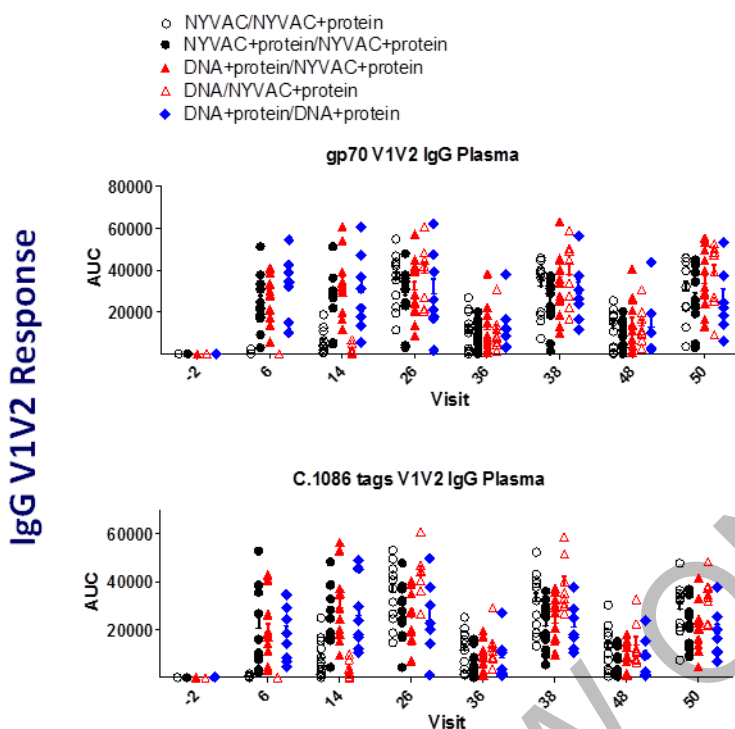 NYVAC/NYVAC+protein
NYVAC+protein/NYVAC+protein
DNA+protein/NYVAC+protein
DNA/NYVAC+protein
DNA+protein/DNA+protein
IgG V1V2 Response
gp70 V1V2 IgG Plasma
AUC
80000
60000
40000
20000
-2 6 14 26 36 38 48 50
Visit
C.1086 tags V1V2 IgG Plasma
AUC
60000
40000
20000
-2 6 14 26 36 38 48 50
Visit